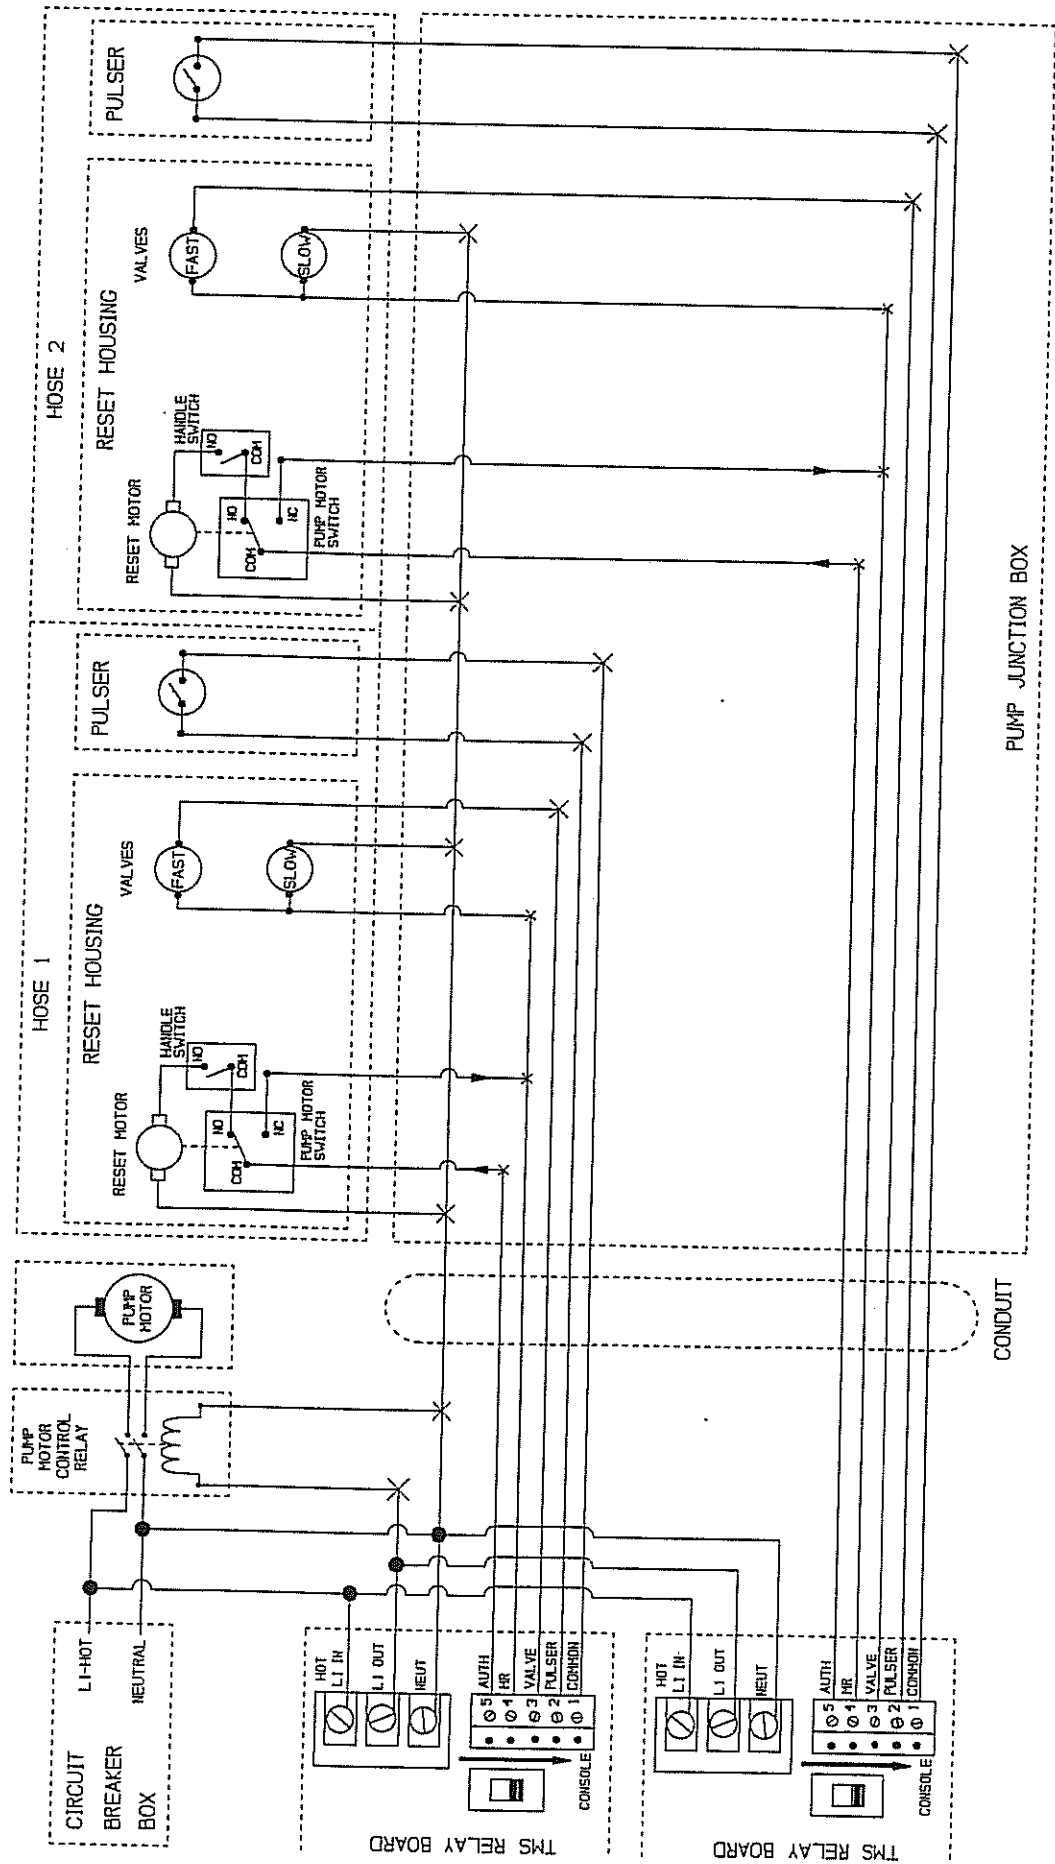 HOSE 1
HOSE 2
RESET HOUSING
RESET MOTOR
HANDLE
SWITCH
NO
COM
NO
COM
NC
PUMP MOTOR
SWITCH
VALVES
FAST
SLOW
PULSER
RESET HOUSING
RESET MOTOR
HANDLE
SWITCH
NO
COM
NO
COM
NC
PUMP MOTOR
SWITCH
VALVES
FAST
SLOW
PULSER
PUMP
MOTOR
PUMP
MOTOR
CONTROL
RELAY
CIRCUIT
BREAKER
BOX
L1-HOT
NEUTRAL
HOT
L1 IN
L1 OUT
NEUT
5 AUTH
4 HR
3 VALVE
2 PULSER
1 COMMON
CONSOLE
TMS RELAY BOARD
HOT
L1 IN
L1 OUT
NEUT
5 AUTH
4 HR
3 VALVE
2 PULSER
1 COMMON
CONSOLE
TMS RELAY BOARD
CONDUIT
PUMP JUNCTION BOX